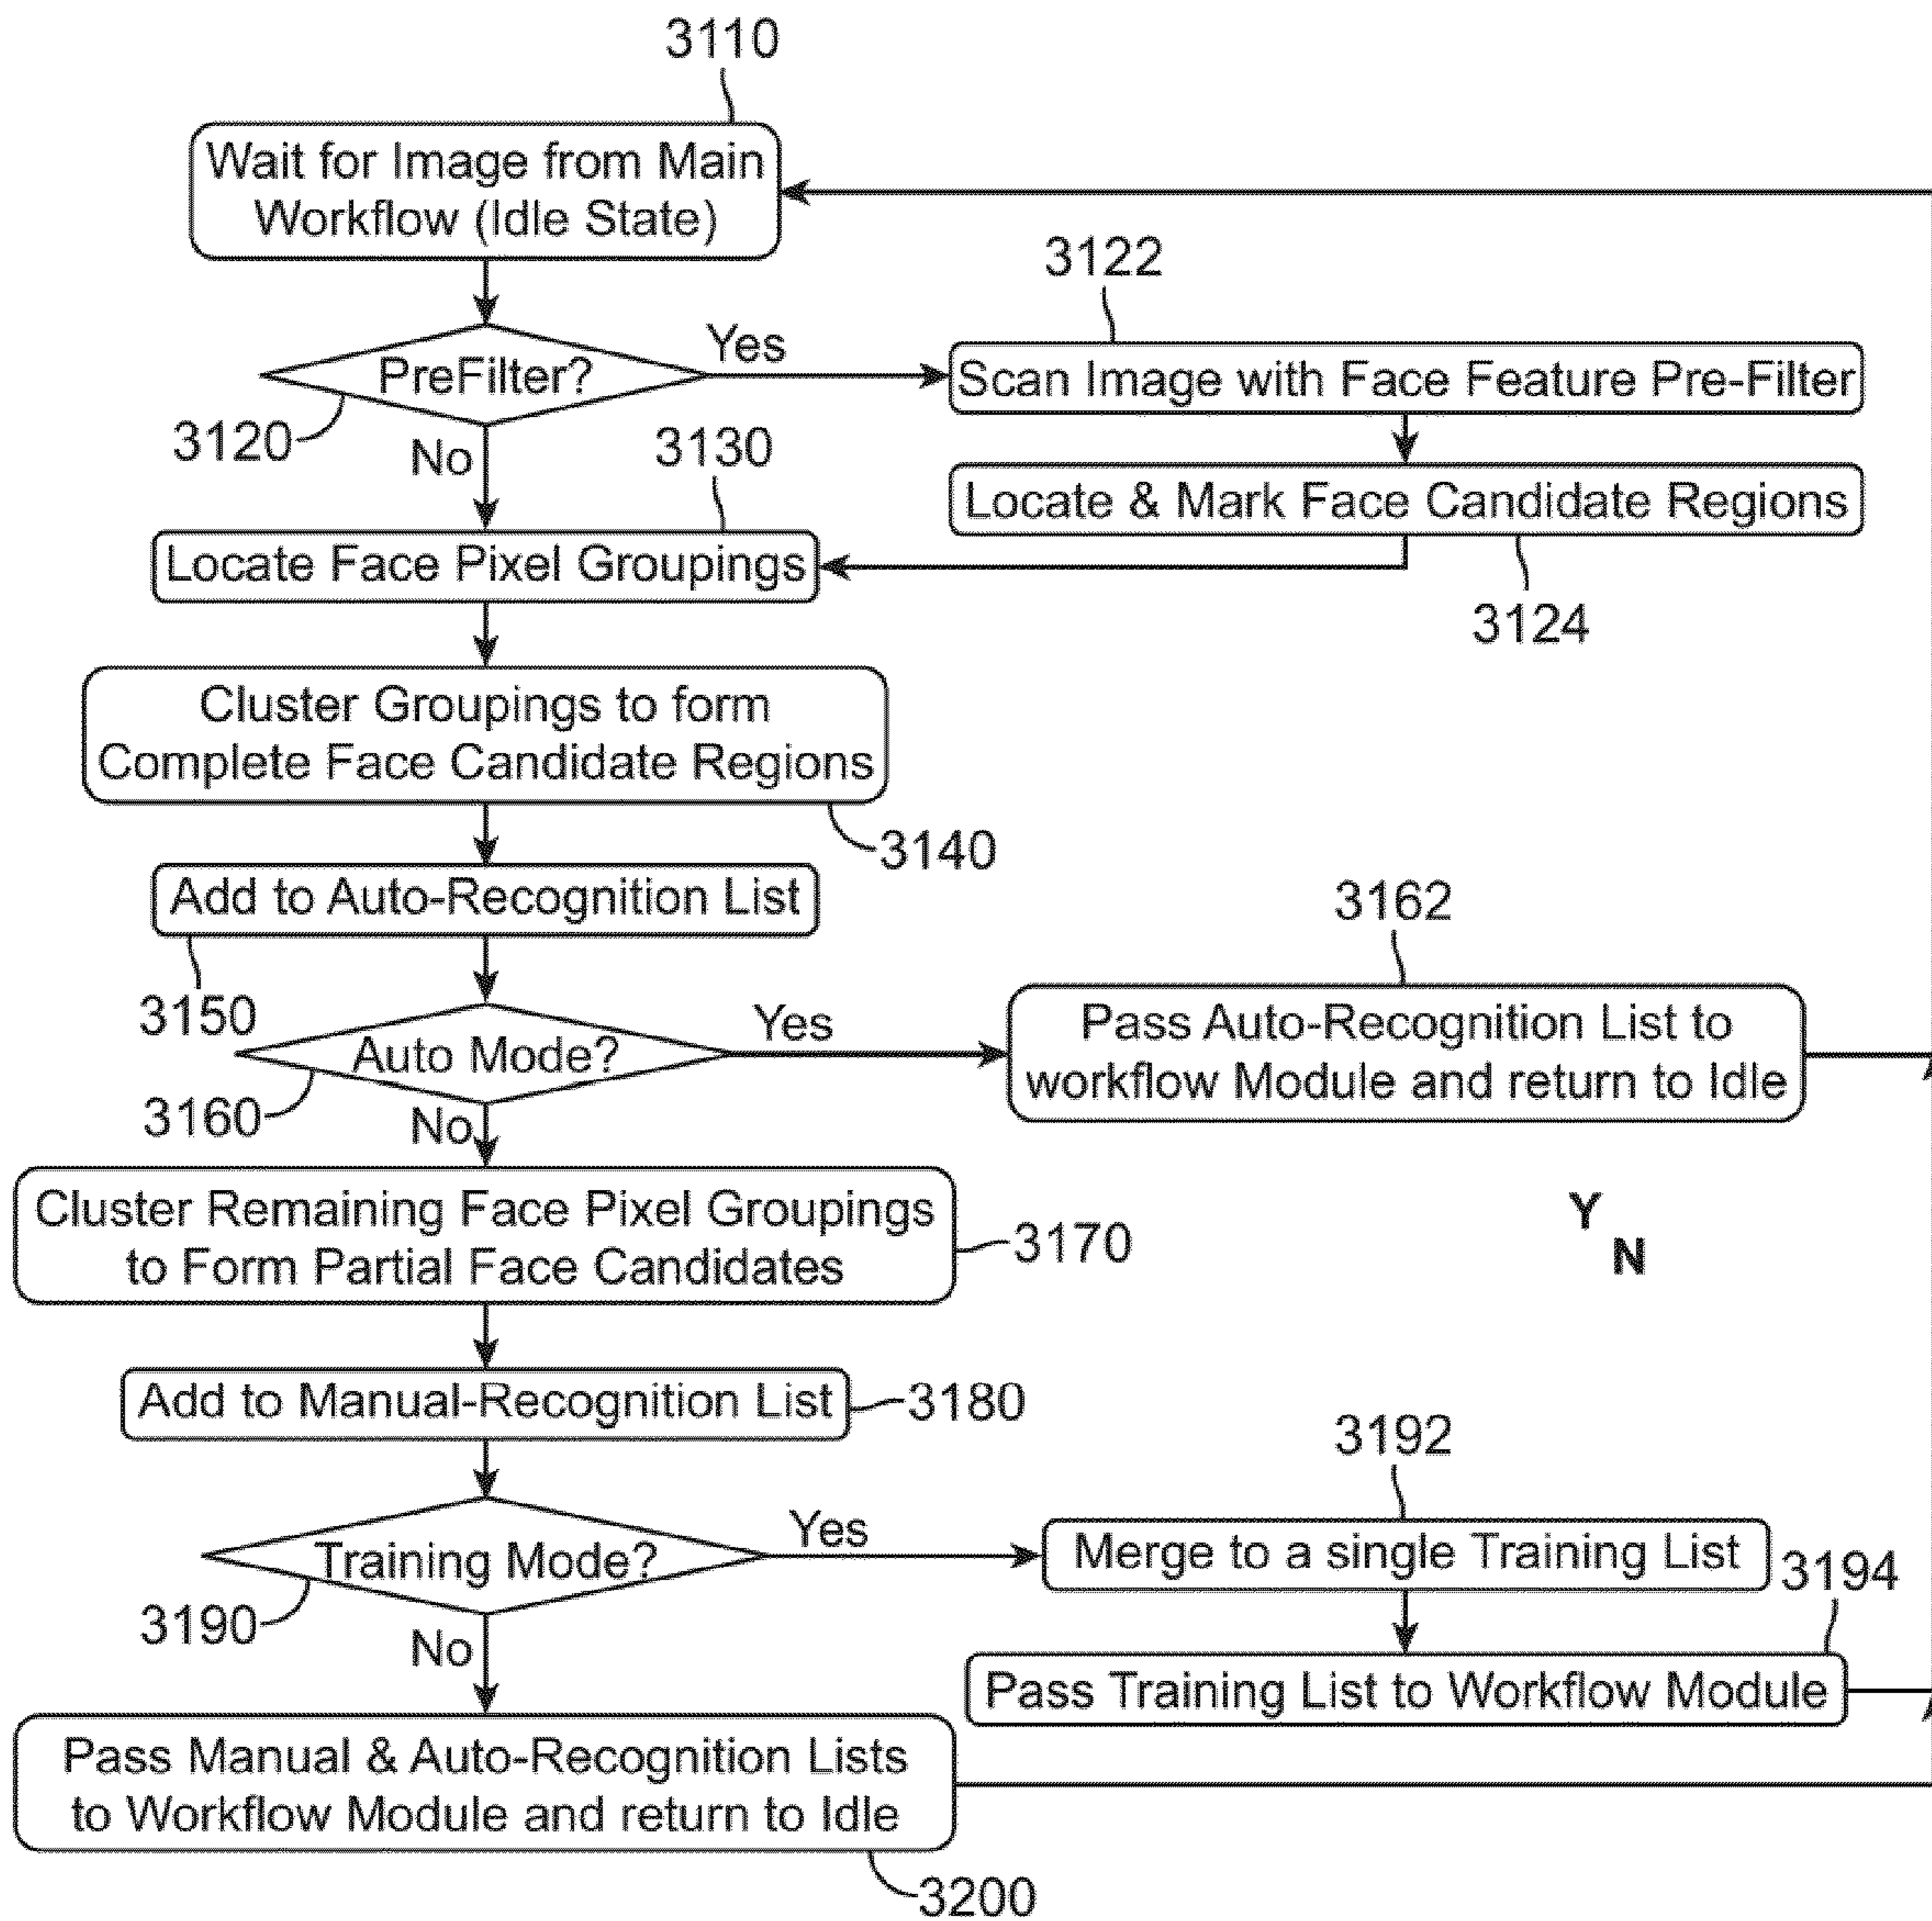 3110
Wait for Image from Main
Workflow (Idle State)
3122
PreFilter?
Yes
Scan Image with Face Feature Pre-Filter
3120
No
3130
Locate & Mark Face Candidate Regions
Locate Face Pixel Groupings
3124
Cluster Groupings to form
Complete Face Candidate Regions
3140
Add to Auto-Recognition List
3162
3150
Auto Mode?
Yes
Pass Auto-Recognition List to
workflow Module and return to Idle
3160
No
Cluster Remaining Face Pixel Groupings
to Form Partial Face Candidates
3170
Y
N
Add to Manual-Recognition List
3180
3192
Training Mode?
Yes
Merge to a single Training List
3194
3190
No
Pass Training List to Workflow Module
Pass Manual & Auto-Recognition Lists
to Workflow Module and return to Idle
3200